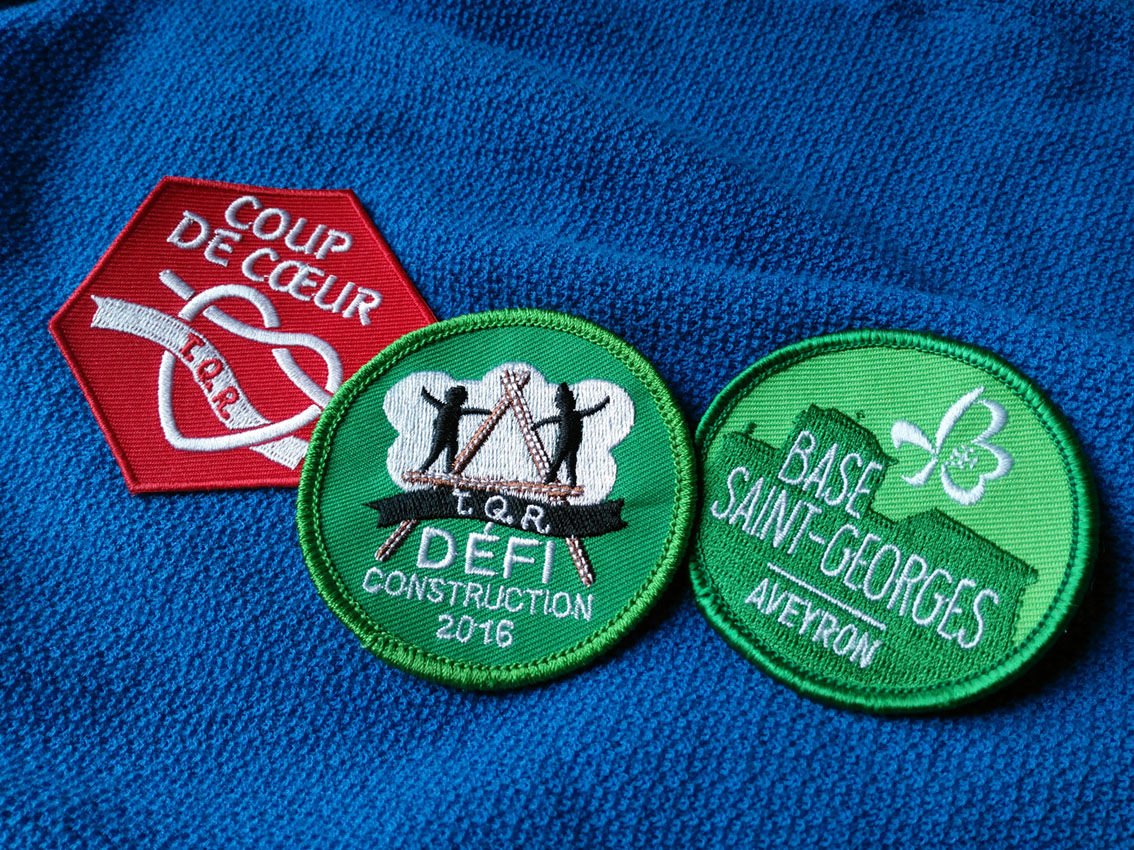 COUP
DE CŒUR
T.Q.R.
T.Q.R.
DÉFI
CONSTRUCTION
2016
BASE
SAINT-GEORGES
AVEYRON